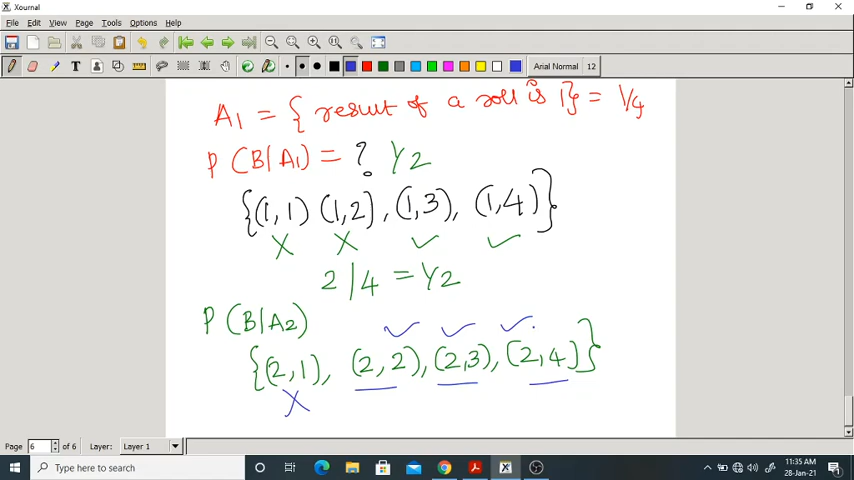 Xournal
File Edit View Page Tools Options Help
Arial Normal 12
A1 = { result of a roll is 1} = 1/4
P (B|A1) = ? 1/2
{(1, 1) (1, 2), (1, 3), (1, 4)}
X X ✓ ✓
2/4 = 1/2
P (B|A2)
✓ ✓ ✓
{(2, 1), (2, 2), (2, 3), (2, 4)}
X
Page 6 of 6 Layer: Layer 1
Type here to search
11:35 AM
28-Jan-21